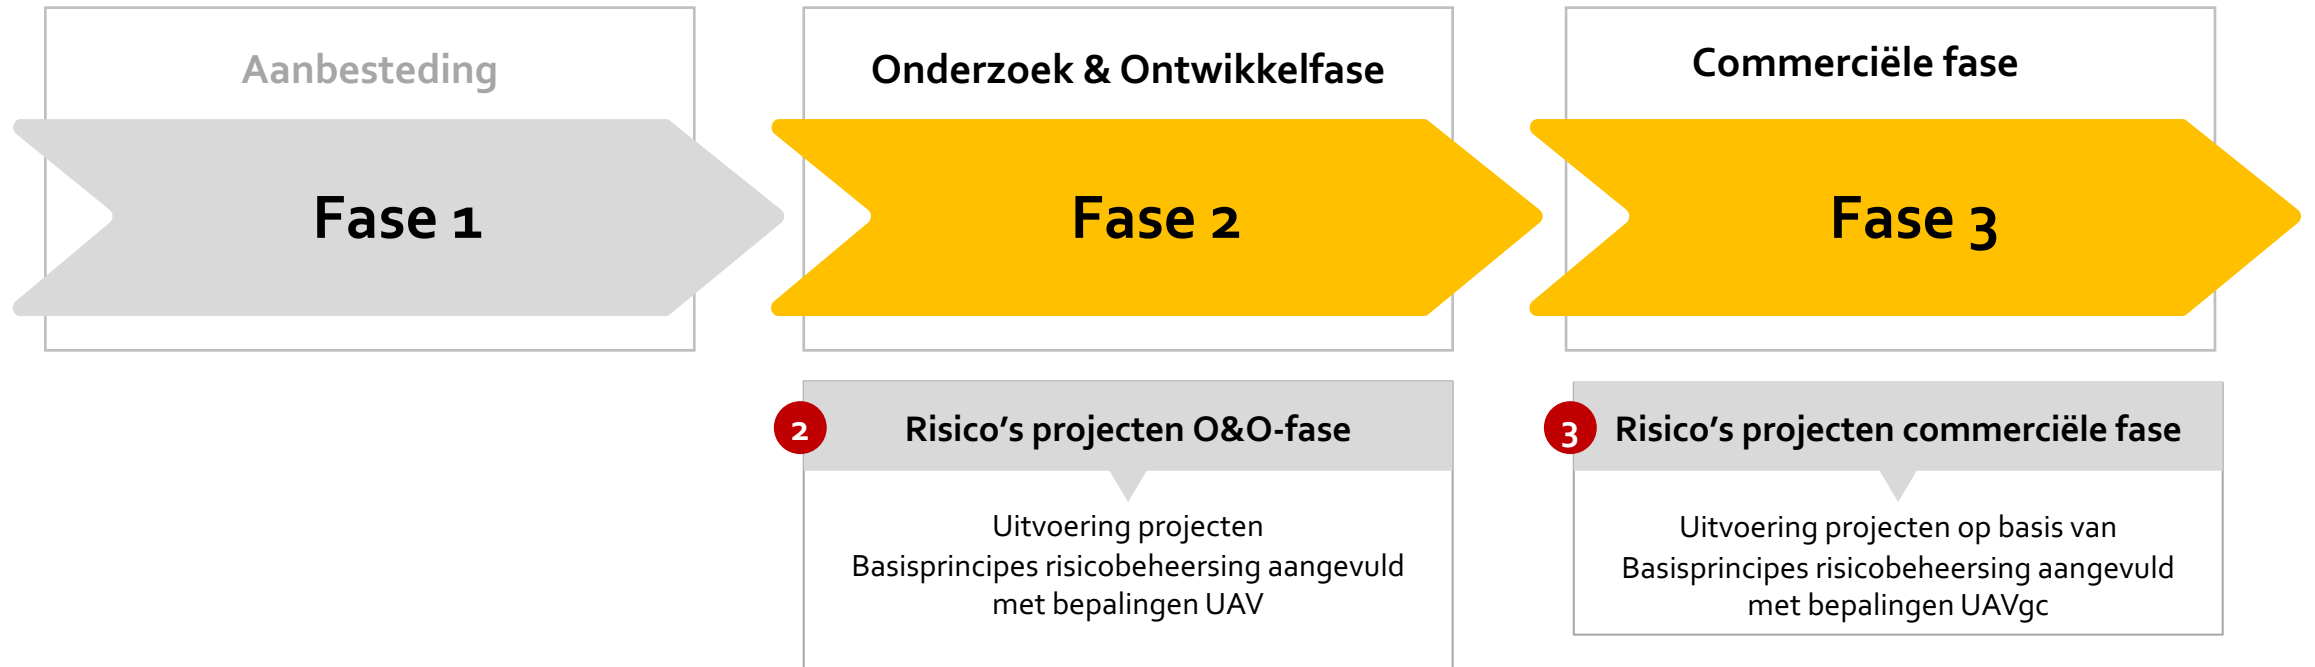 Aanbesteding
Fase 1
Onderzoek & Ontwikkelfase
Fase 2
Commerciële fase
Fase 3
2
Risico’s projecten O&O-fase
Uitvoering projecten
Basisprincipes risicobeheersing aangevuld
met bepalingen UAV
3
Risico’s projecten commerciële fase
Uitvoering projecten op basis van
Basisprincipes risicobeheersing aangevuld
met bepalingen UAVgc